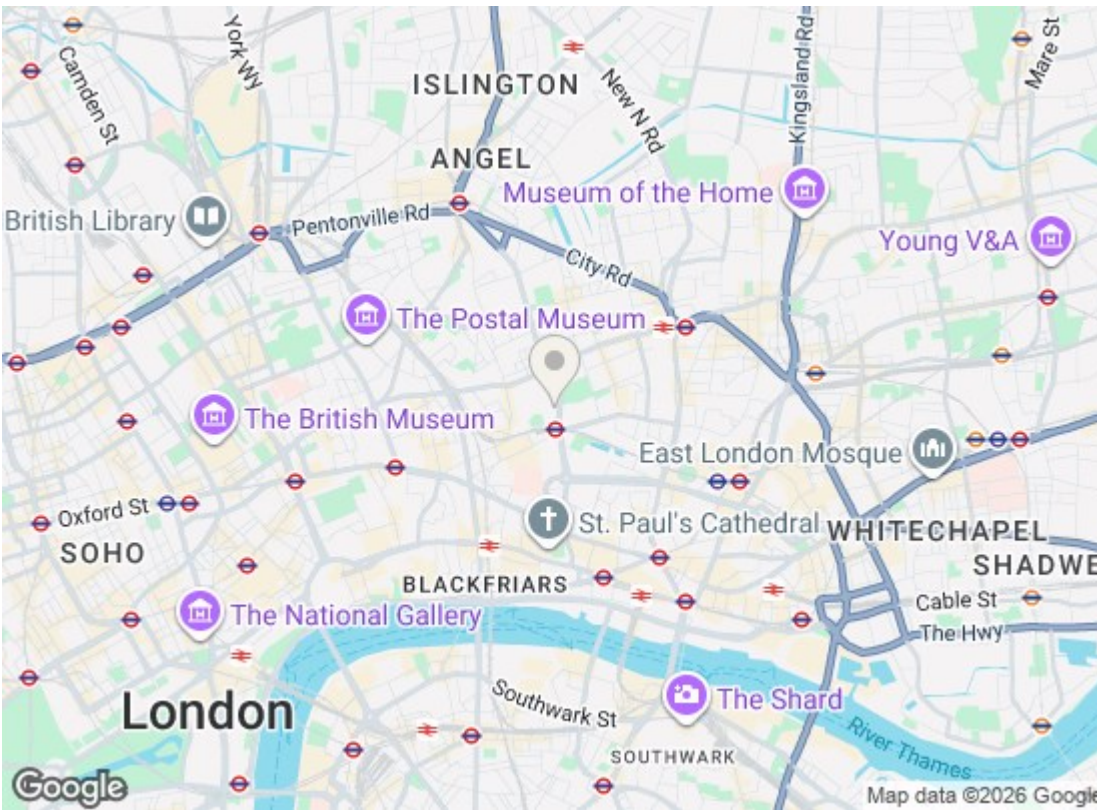 York Wy
Camden St
ISLINGTON
New N Rd
Kingsland Rd
Mare St
ANGEL
Museum of the Home
British Library
Pentonville Rd
Young V&A
City Rd
The Postal Museum
The British Museum
East London Mosque
Oxford St
St. Paul's Cathedral
WHITECHAPEL
SOHO
SHADWE
BLACKFRIARS
Cable St
The National Gallery
The Hwy
London
Southwark St
The Shard
River Thames
SOUTHWARK
Google
Map data ©2026 Google